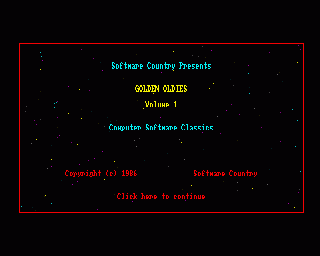 Software Country Presents
GOLDEN OLDIES
Volume 1
Computer Software Classics
Copyright (c) 1986 Software Country
Click here to continue